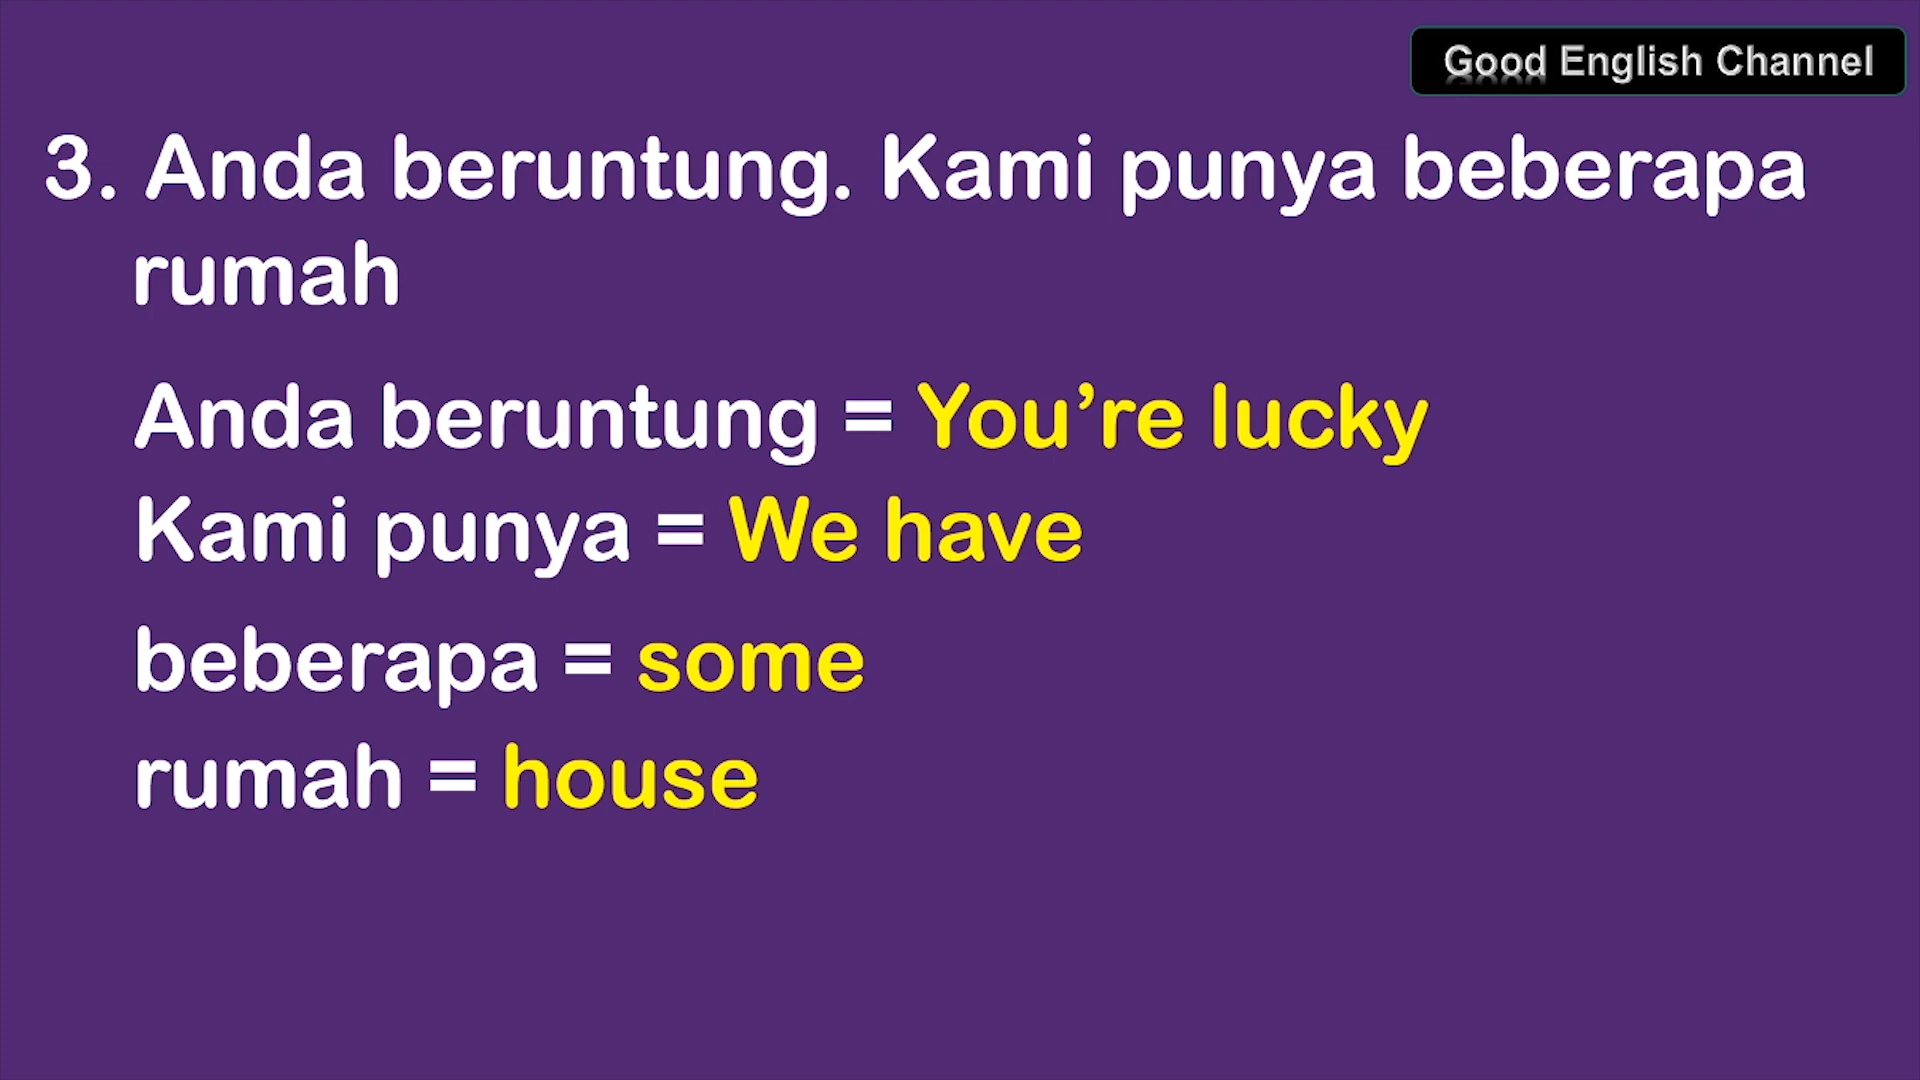 Good English Channel
3. Anda beruntung. Kami punya beberapa
rumah
Anda beruntung = You’re lucky
Kami punya = We have
beberapa = some
rumah = house